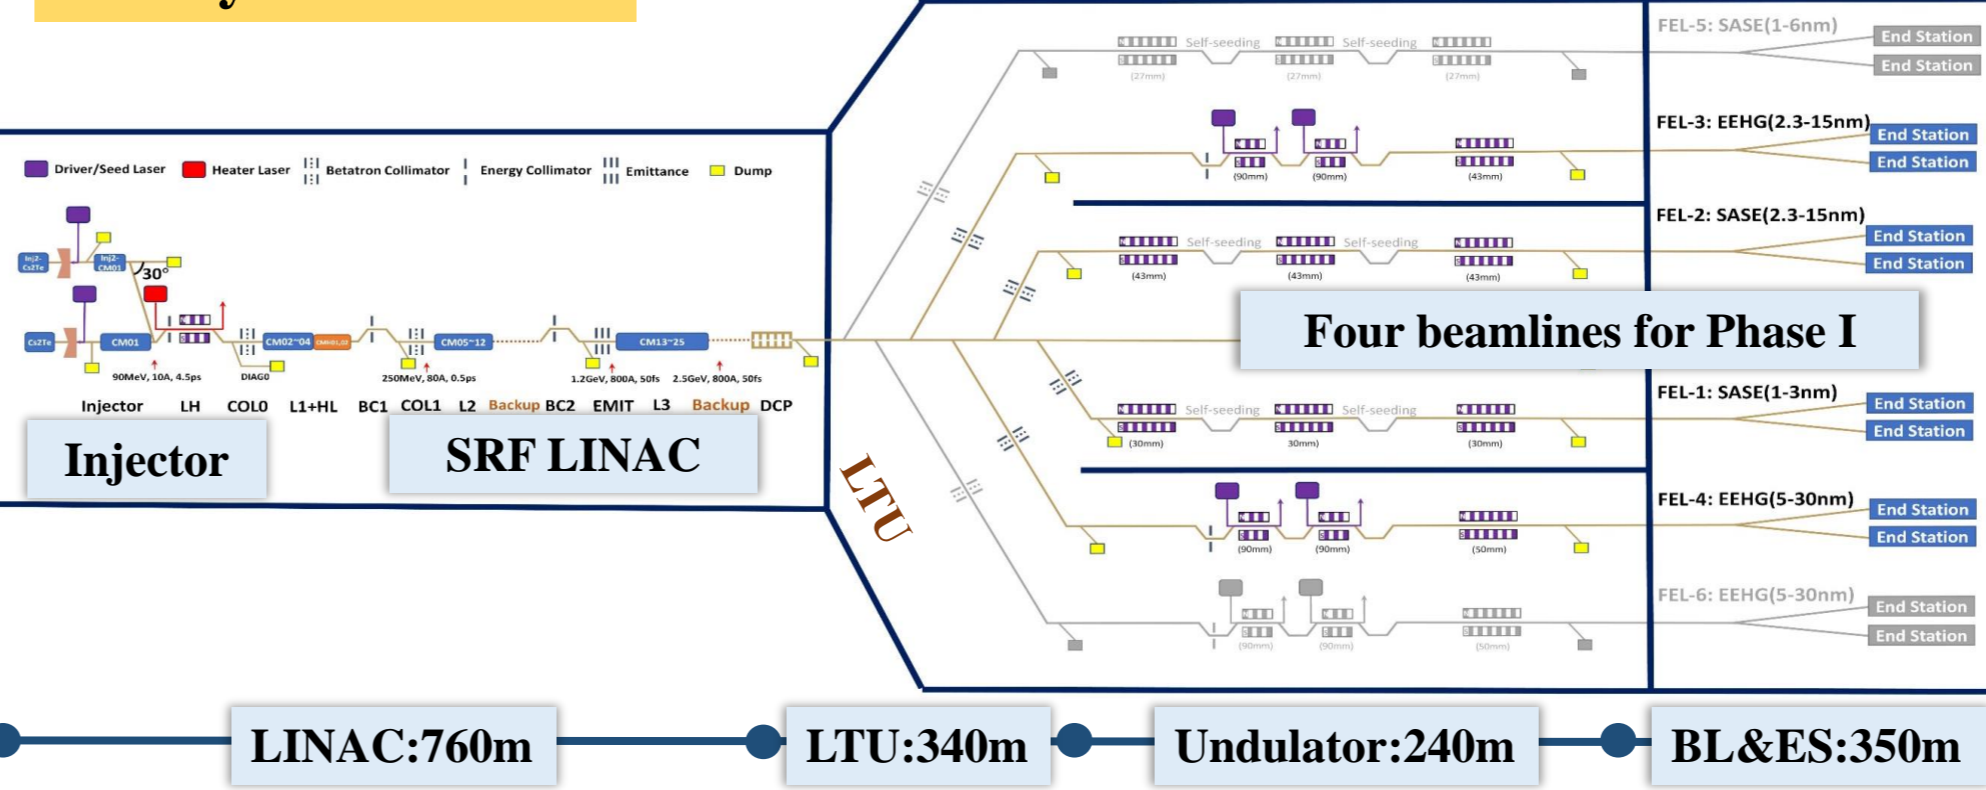 FEL-5: SASE(1-6nm)
End Station
End Station
Self-seeding
Self-seeding
(27mm)
(27mm)
(27mm)
FEL-3: EEHG(2.3-15nm)
End Station
End Station
(90mm)
(90mm)
(43mm)
Driver/Seed Laser
Heater Laser
Betatron Collimator
Energy Collimator
Emittance
Dump
FEL-2: SASE(2.3-15nm)
End Station
End Station
Self-seeding
Self-seeding
(43mm)
(43mm)
(43mm)
Inj2-
Cs2Te
Inj2-
CM01
30°
Cs2Te
CM01
CM02~04
CM05~12
CM13~25
90MeV, 10A, 4.5ps
DIAG0
250MeV, 80A, 0.5ps
1.2GeV, 800A, 50fs
2.5GeV, 800A, 50fs
Injector
LH
COL0
L1+HL
BC1
COL1
L2
Backup
BC2
EMIT
L3
Backup
DCP
Injector
SRF LINAC
LTU
Four beamlines for Phase I
FEL-1: SASE(1-3nm)
End Station
End Station
Self-seeding
Self-seeding
(30mm)
30mm)
(30mm)
FEL-4: EEHG(5-30nm)
End Station
End Station
(90mm)
(90mm)
(50mm)
FEL-6: EEHG(5-30nm)
End Station
End Station
(90mm)
(90mm)
(50mm)
LINAC:760m
LTU:340m
Undulator:240m
BL&ES:350m